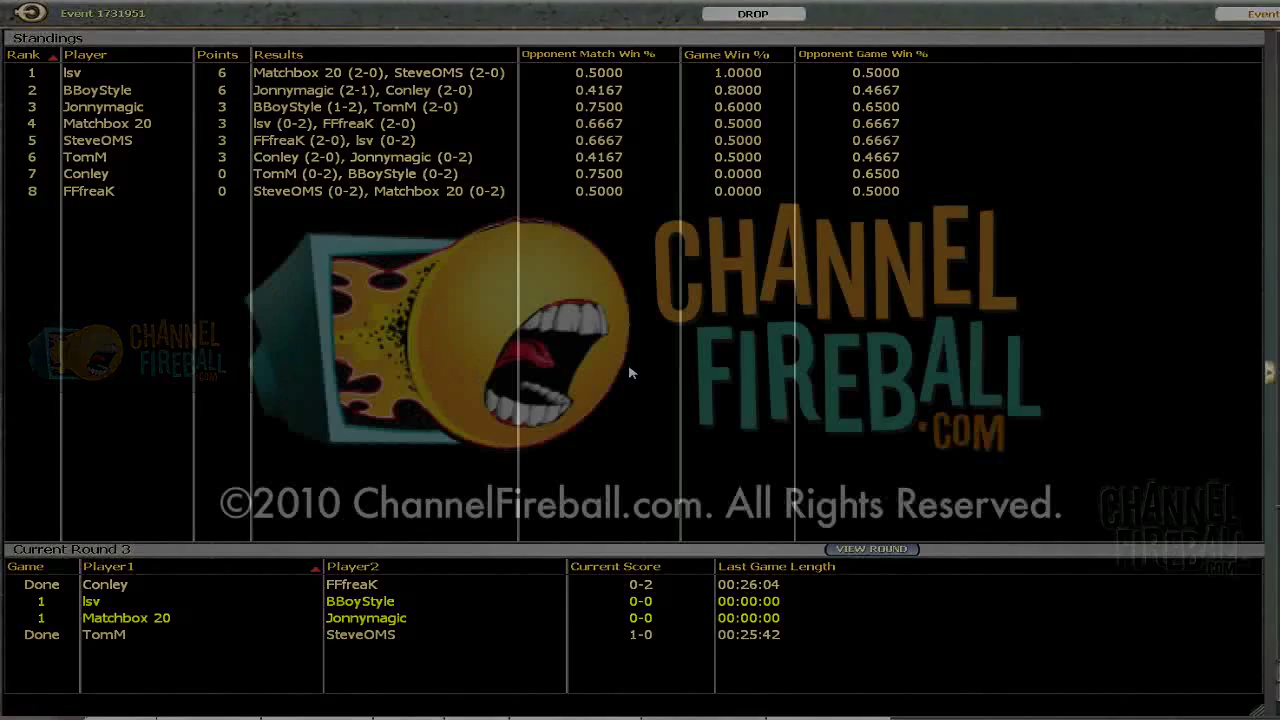 Event 1731951 DROP Event
Standings
Rank Player Points Results Opponent Match Win % Game Win % Opponent Game Win %
1 lsv 6 Matchbox 20 (2-0), SteveOMS (2-0) 0.5000 1.0000 0.5000
2 BBoyStyle 6 Jonnymagic (2-1), Conley (2-0) 0.4167 0.8000 0.4667
3 Jonnymagic 3 BBoyStyle (1-2), TomM (2-0) 0.7500 0.6000 0.6500
4 Matchbox 20 3 lsv (0-2), FFfreaK (2-0) 0.6667 0.5000 0.6667
5 SteveOMS 3 FFfreaK (2-0), lsv (0-2) 0.6667 0.5000 0.6667
6 TomM 3 Conley (2-0), Jonnymagic (0-2) 0.4167 0.5000 0.4667
7 Conley 0 TomM (0-2), BBoyStyle (0-2) 0.7500 0.0000 0.6500
8 FFfreaK 0 SteveOMS (0-2), Matchbox 20 (0-2) 0.5000 0.0000 0.5000
CHANNEL
FIREBALL
.COM
CHANNEL
FIREBALL
.COM
©2010 ChannelFireball.com. All Rights Reserved.
CHANNEL
FIREBALL
.COM
Current Round 3 VIEW ROUND
Game Player1 Player2 Current Score Last Game Length
Done Conley FFfreaK 0-2 00:26:04
1 lsv BBoyStyle 0-0 00:00:00
1 Matchbox 20 Jonnymagic 0-0 00:00:00
Done TomM SteveOMS 1-0 00:25:42